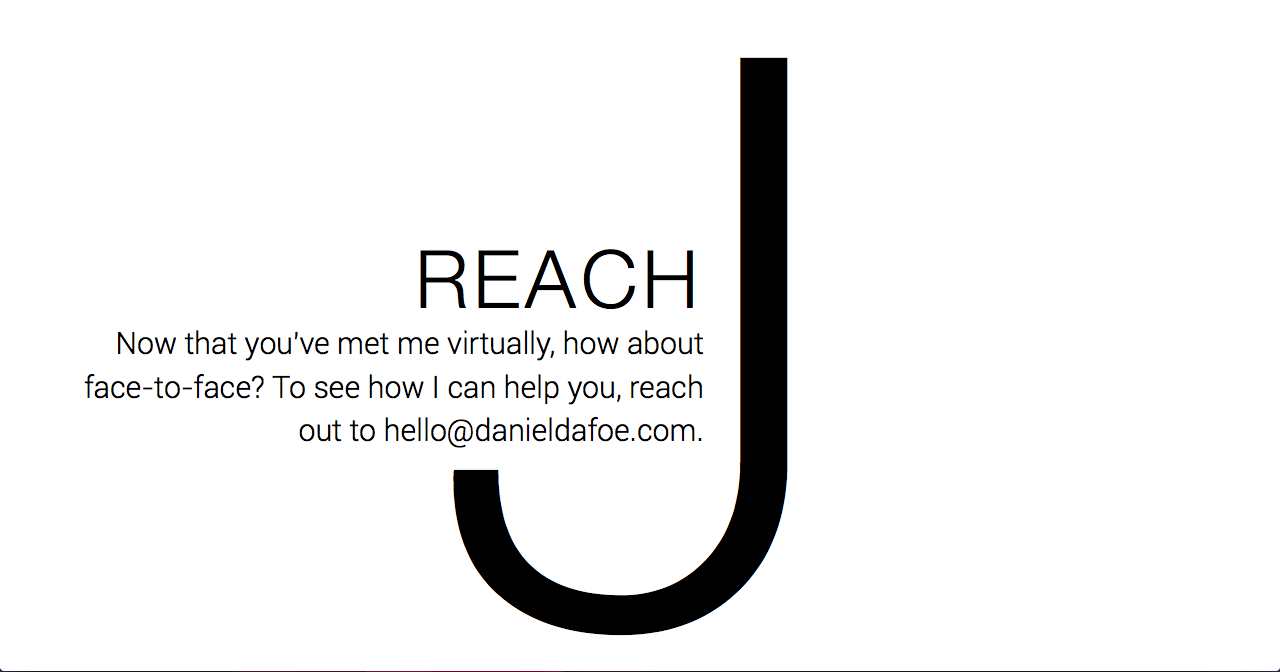 REACH
Now that you've met me virtually, how about
face-to-face? To see how I can help you, reach
out to hello@danieldafoe.com.
J